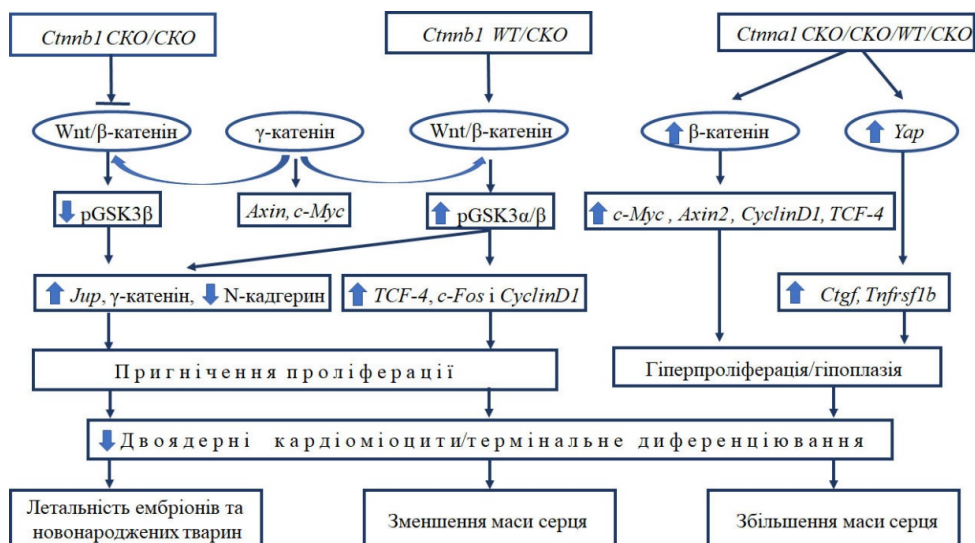 Ctnnb1 CKO/CKO
Ctnnb1 WT/CKO
Ctnna1 CKO/CKO/WT/CKO
Wnt/β-катенін
γ-катенін
Wnt/β-катенін
β-катенін
Yap
pGSK3β
Axin, c-Myc
pGSK3α/β
c-Myc , Axin2 , CyclinD1, TCF-4
Jup, γ-катенін, N-кадгерин
TCF-4, c-Fos і CyclinD1
Ctgf, Tnfrsf1b
Пригнічення проліферації
Гіперпроліферація/гіпоплазія
Двоядерні кардіоміоцити/термінальне диференціювання
Летальність ембріонів та
новонароджених тварин
Зменшення маси серця
Збільшення маси серця